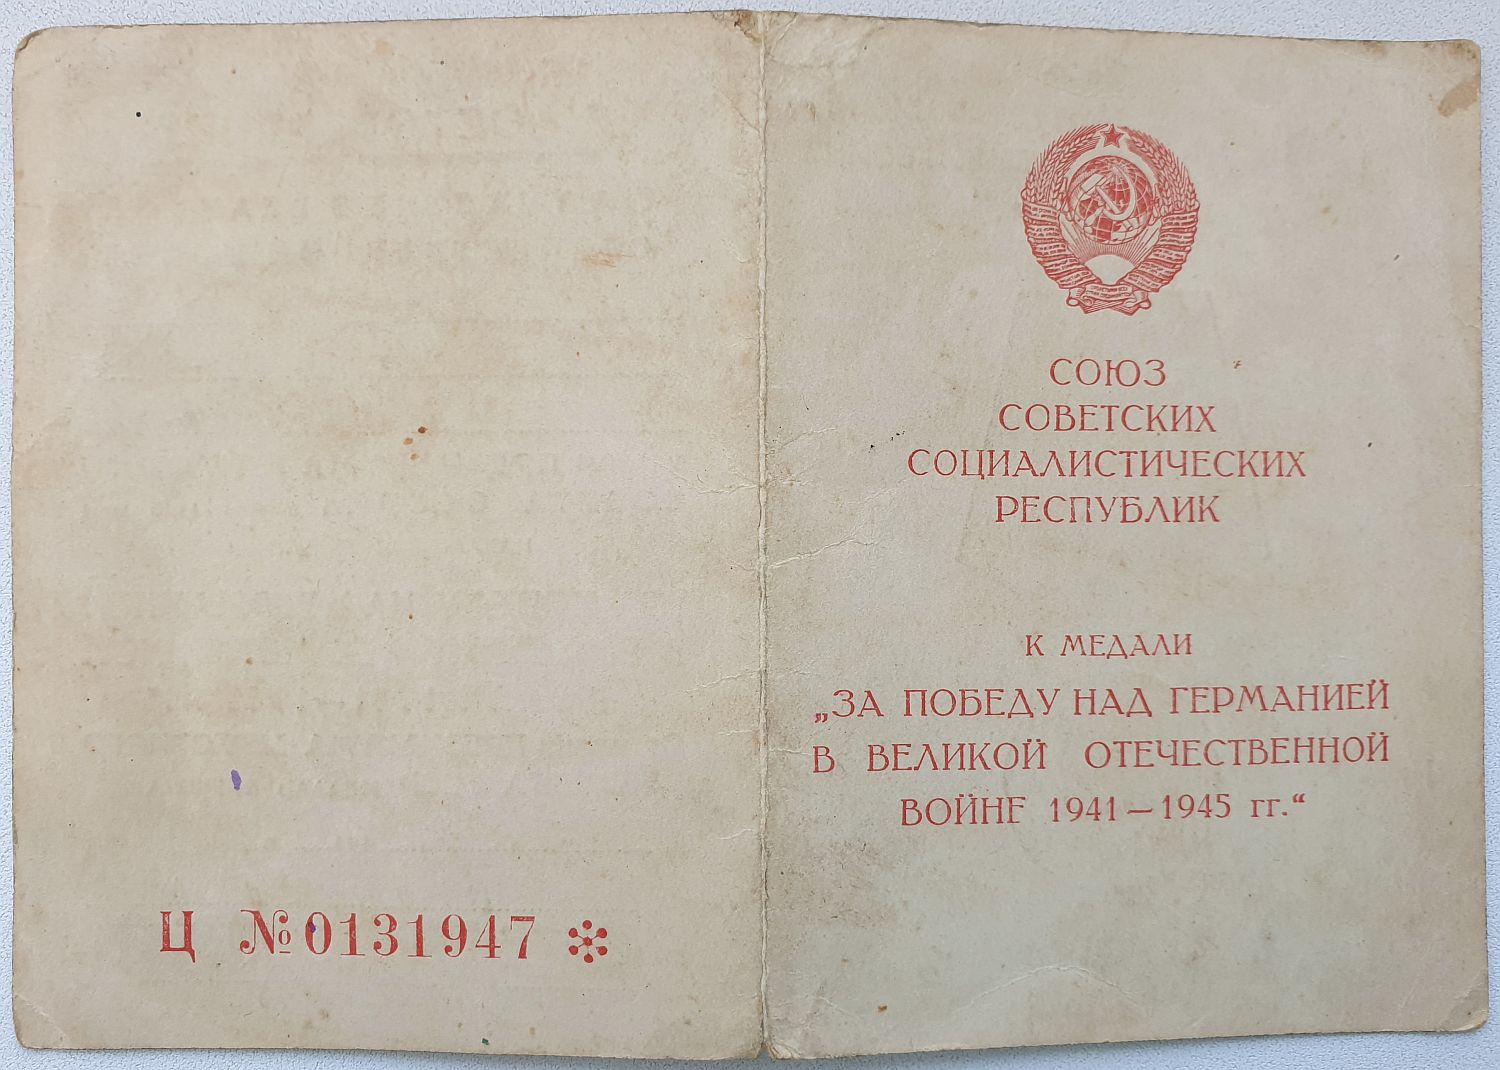 Ц №0131947
СОЮЗ
СОВЕТСКИХ
СОЦИАЛИСТИЧЕСКИХ
РЕСПУБЛИК
К МЕДАЛИ
„ЗА ПОБЕДУ НАД ГЕРМАНИЕЙ
В ВЕЛИКОЙ ОТЕЧЕСТВЕННОЙ
ВОЙНЕ 1941—1945 гг.“